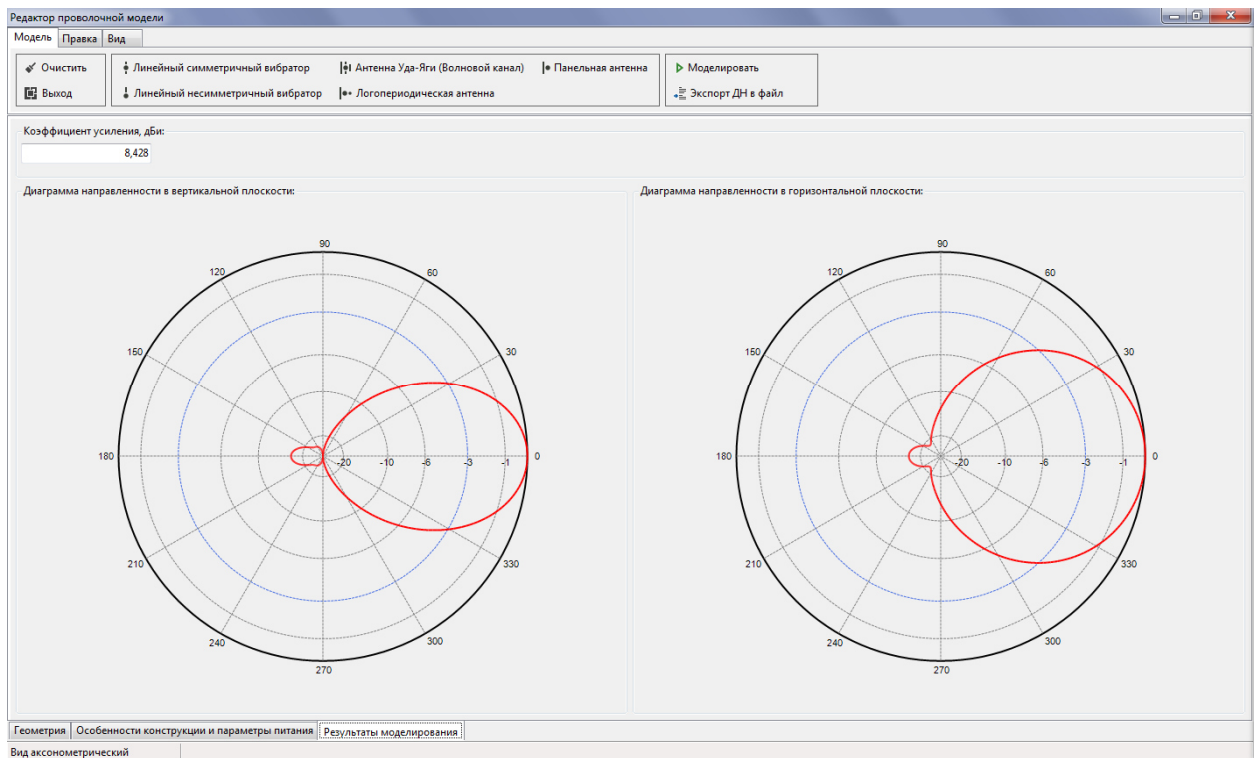 Редактор проволочной модели
Модель Правка Вид
Очистить Линейный симметричный вибратор Антенна Уда-Яги (Волновой канал) Панельная антенна Моделировать
Выход Линейный несимметричный вибратор Логопериодическая антенна Экспорт ДН в файл
Коэффициент усиления, дБи:
8,428
Диаграмма направленности в вертикальной плоскости:
90
120 60
150 30
180 -20 -10 -6 -3 -1 0
210 330
240 300
270
Диаграмма направленности в горизонтальной плоскости:
90
120 60
150 30
180 -20 -10 -6 -3 -1 0
210 330
240 300
270
Геометрия Особенности конструкции и параметры питания Результаты моделирования
Вид аксонометрический